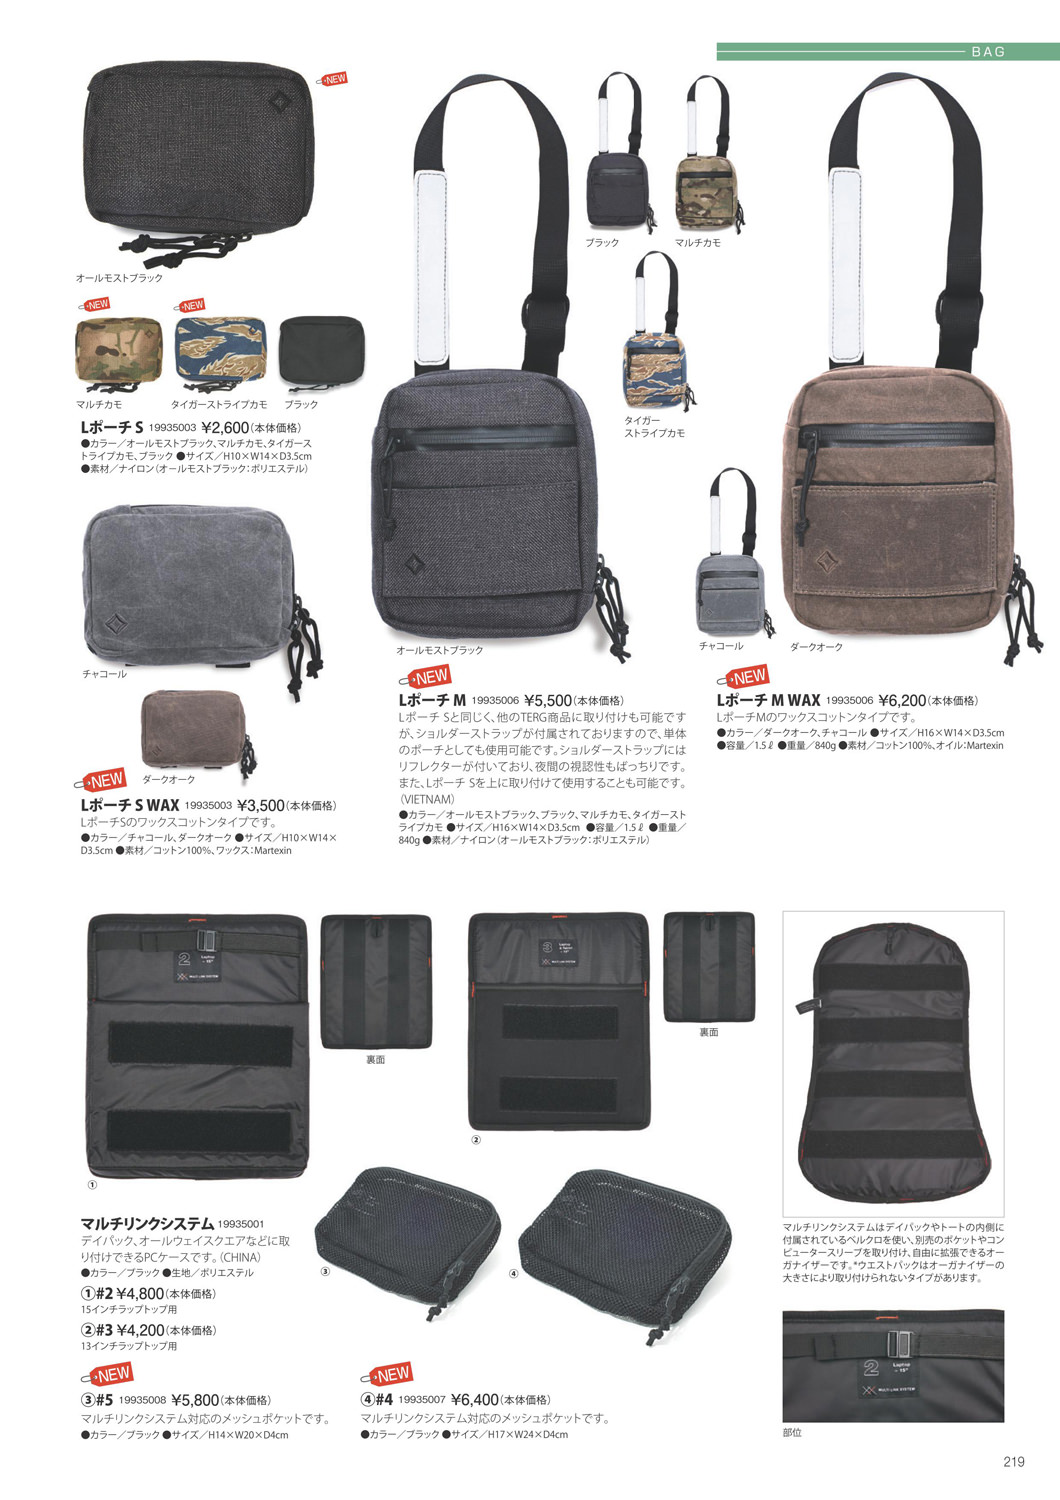 BAG
NEW
オールモストブラック
NEW
NEW
マルチカモ
タイガーストライプカモ
ブラック
Lポーチ S 19935003 ¥2,600(本体価格)
●カラー／オールモストブラック、マルチカモ、タイガース
トライプカモ、ブラック ●サイズ／H10×W14×D3.5cm
●素材／ナイロン（オールモストブラック：ポリエステル）
チャコール
ダークオーク
NEW
Lポーチ S WAX 19935003 ¥3,500(本体価格)
LポーチSのワックスコットンタイプです。
●カラー／チャコール、ダークオーク ●サイズ／H10×W14×
D3.5cm ●素材／コットン100%、ワックス：Martexin
ブラック
マルチカモ
タイガー
ストライプカモ
オールモストブラック
NEW
Lポーチ M 19935006 ¥5,500(本体価格)
Lポーチ Sと同じく、他のTERG商品に取り付けも可能です
が、ショルダーストラップが付属されておりますので、単体
のポーチとしても使用可能です。ショルダーストラップには
リフレクターが付いており、夜間の視認性もばっちりです。
また、Lポーチ Sを上に取り付けて使用することも可能です。
（VIETNAM）
●カラー／オールモストブラック、ブラック、マルチカモ、タイガースト
ライプカモ ●サイズ／H16×W14×D3.5cm ●容量／1.5ℓ ●重量／
840g ●素材／ナイロン（オールモストブラック：ポリエステル）
チャコール
ダークオーク
NEW
Lポーチ M WAX 19935006 ¥6,200(本体価格)
LポーチMのワックスコットンタイプです。
●カラー／ダークオーク、チャコール ●サイズ／H16×W14×D3.5cm
●容量／1.5ℓ ●重量／840g ●素材／コットン100%、オイル：Martexin
2 Laptop
~ 15"
MULTI LINK SYSTEM
裏面
①
3 Laptop
MULTI LINK SYSTEM
裏面
②
マルチリンクシステム 19935001
デイパック、オールウェイスクエアなどに取
り付けできるPCケースです。（CHINA）
●カラー／ブラック ●生地／ポリエステル
①#2 ¥4,800(本体価格)
15インチラップトップ用
②#3 ¥4,200(本体価格)
13インチラップトップ用
③
④
NEW
③#5 19935008 ¥5,800(本体価格)
マルチリンクシステム対応のメッシュポケットです。
●カラー／ブラック ●サイズ／H14×W20×D4cm
NEW
④#4 19935007 ¥6,400(本体価格)
マルチリンクシステム対応のメッシュポケットです。
●カラー／ブラック ●サイズ／H17×W24×D4cm
マルチリンクシステムはデイパックやトートの内側に
付属されているベルクロを使い、別売のポケットやコン
ピュータースリーブを取り付け、自由に拡張できるオー
ガナイザーです。*ウエストバックはオーガナイザーの
大きさにより取り付けられないタイプがあります。
2 Laptop
~ 15"
MULTI LINK SYSTEM
部位
219